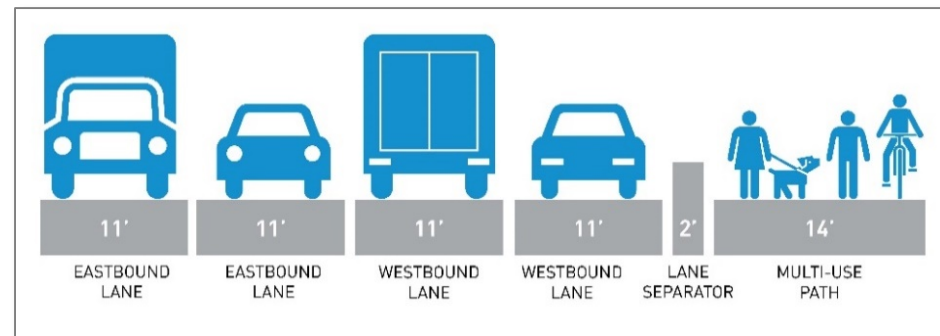 11’ 11’ 11’ 11’ 2’ 14’
EASTBOUND
LANE
EASTBOUND
LANE
WESTBOUND
LANE
WESTBOUND
LANE
LANE
SEPARATOR
MULTI-USE
PATH